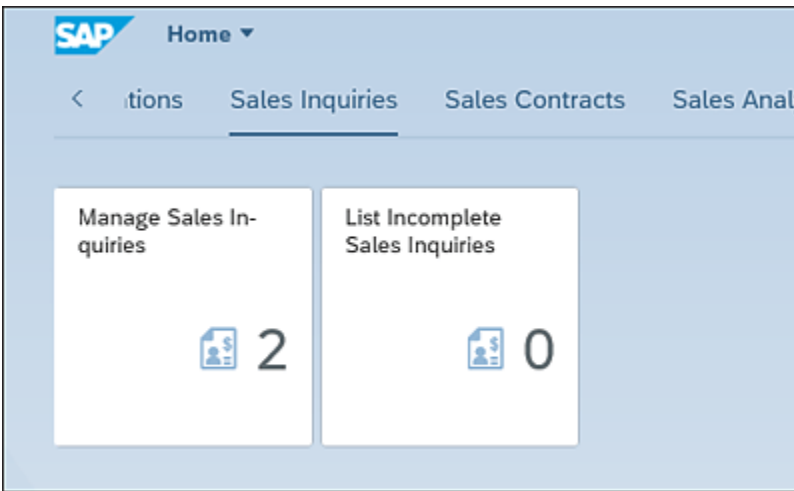 SAP Home
tions Sales Inquiries Sales Contracts Sales Anal
Manage Sales In-
quiries
2
List Incomplete
Sales Inquiries
0